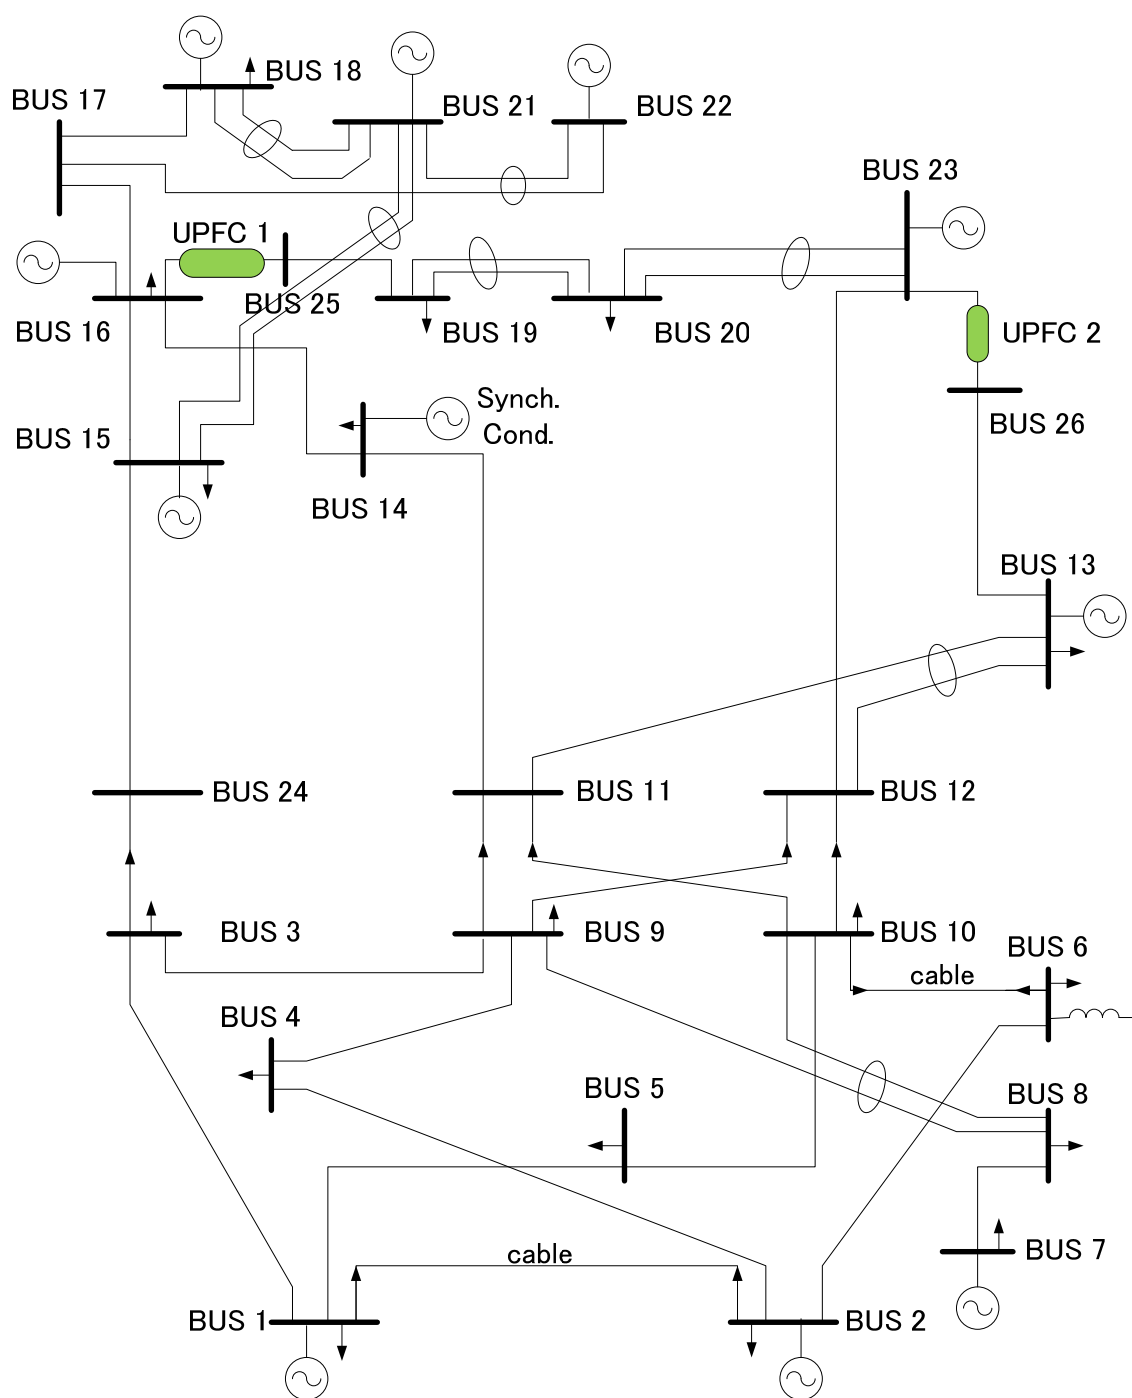 BUS 18
BUS 17
BUS 21
BUS 22
BUS 23
UPFC 1
BUS 25
BUS 16
BUS 19
BUS 20
UPFC 2
Synch.
Cond.
BUS 26
BUS 15
BUS 14
BUS 13
BUS 24
BUS 11
BUS 12
BUS 3
BUS 9
BUS 10
BUS 6
cable
BUS 4
BUS 5
BUS 8
cable
BUS 7
BUS 1
BUS 2